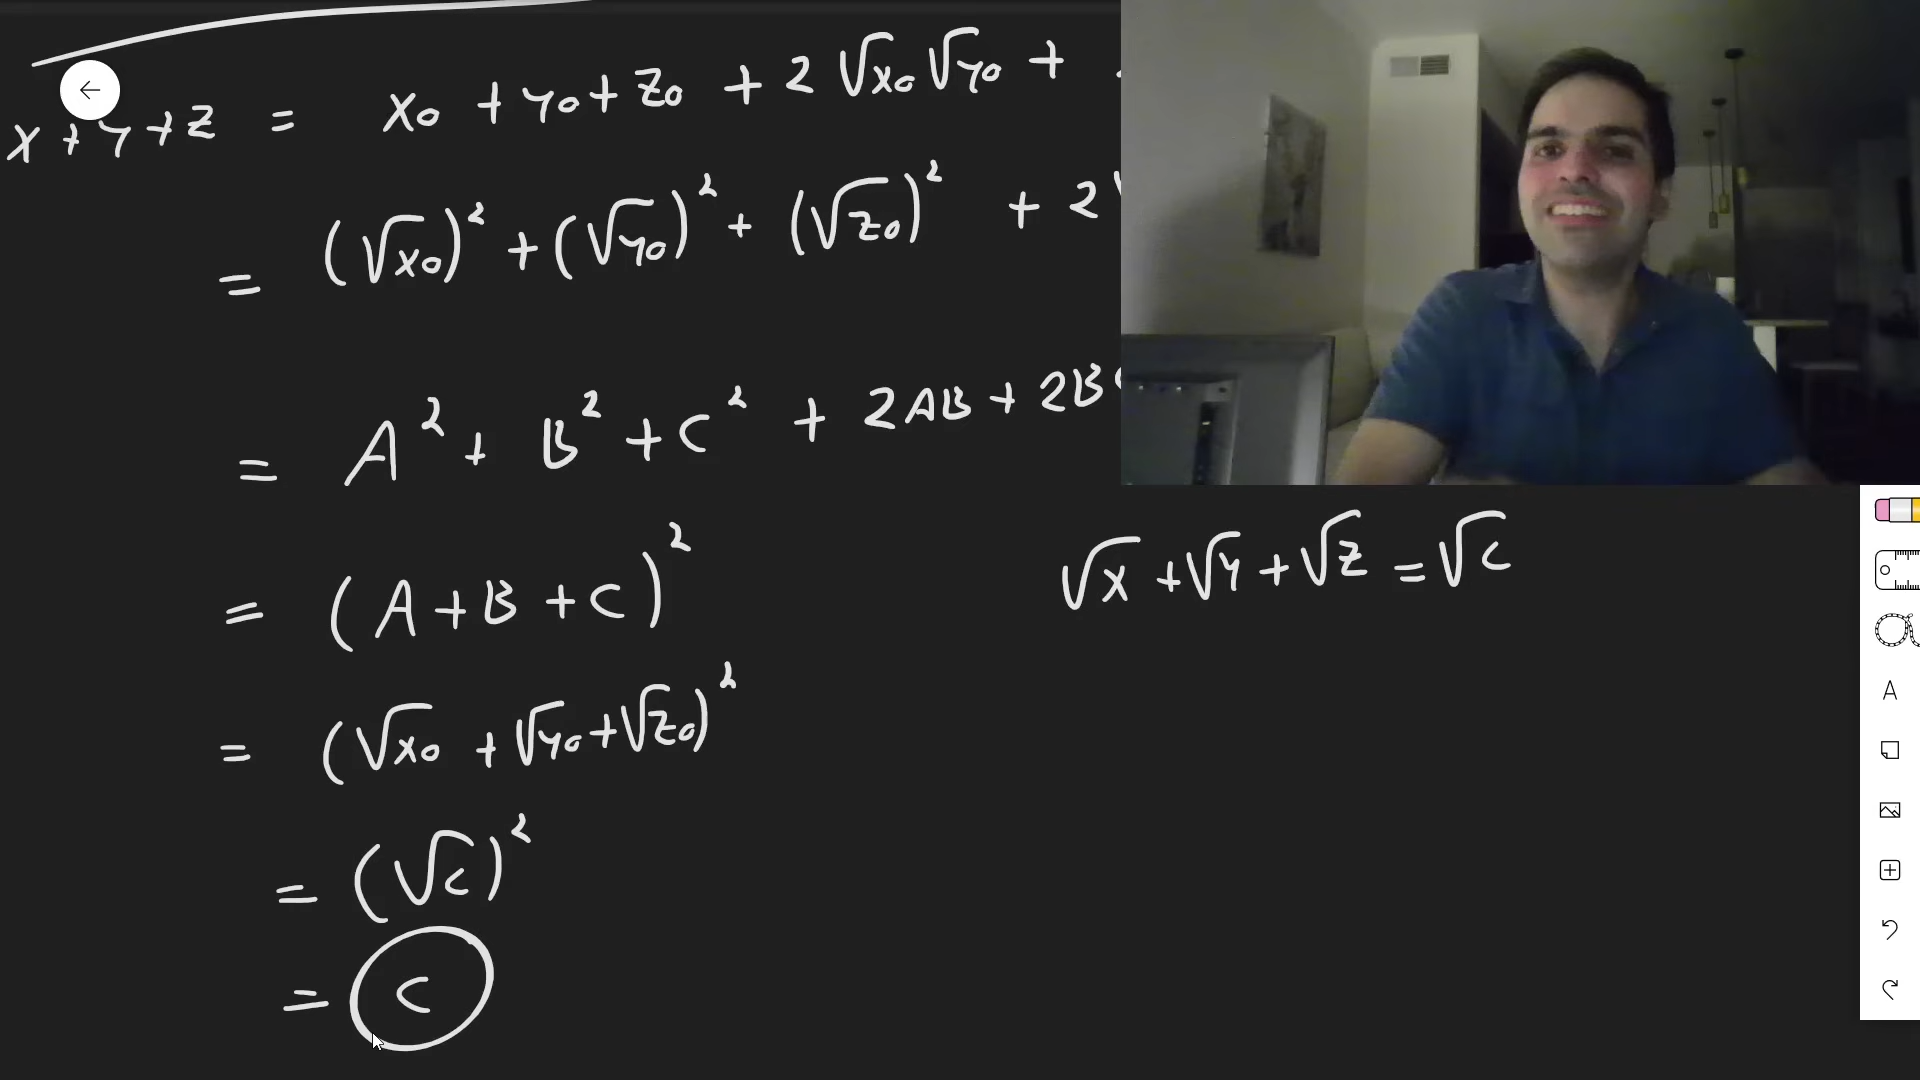 x + y + z = x₀ + y₀ + z₀ + 2 √x₀ √y₀ +
= (√x₀)² + (√y₀)² + (√z₀)² + 2
= A² + B² + C² + 2AB + 2B
= (A + B + C)²
√x + √y + √z = √c
= (√x₀ + √y₀ + √z₀)²
= (√c)²
= c
A